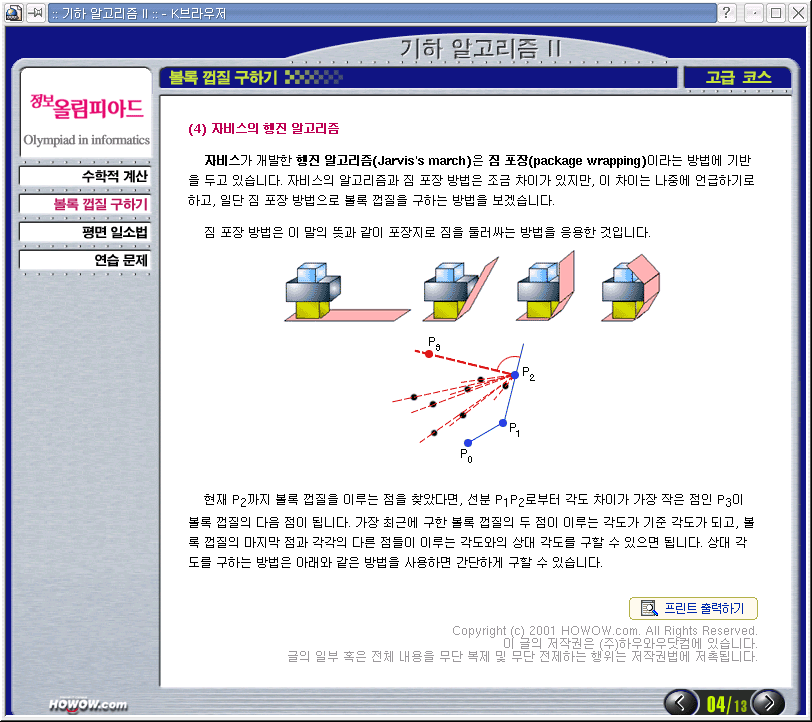 :: 기하 알고리즘 II :: - K브라우저
기하 알고리즘 II
정보올림피아드
Olympiad in informatics
수학적 계산
볼록 껍질 구하기
평면 일소법
연습 문제
볼록 껍질 구하기
고급 코스
(4) 자비스의 행진 알고리즘
자비스가 개발한 행진 알고리즘(Jarvis's march)은 짐 포장(package wrapping)이라는 방법에 기반
을 두고 있습니다. 자비스의 알고리즘과 짐 포장 방법은 조금 차이가 있지만, 이 차이는 나중에 언급하기로
하고, 일단 짐 포장 방법으로 볼록 껍질을 구하는 방법을 보겠습니다.
짐 포장 방법은 이 말의 뜻과 같이 포장지로 짐을 둘러싸는 방법을 응용한 것입니다.
P3
P2
P1
P0
현재 P2까지 볼록 껍질을 이루는 점을 찾았다면, 선분 P1P2로부터 각도 차이가 가장 작은 점인 P3이
볼록 껍질의 다음 점이 됩니다. 가장 최근에 구한 볼록 껍질의 두 점이 이루는 각도가 기준 각도가 되고, 볼
록 껍질의 마지막 점과 각각의 다른 점들이 이루는 각도와의 상대 각도를 구할 수 있으면 됩니다. 상대 각
도를 구하는 방법은 아래와 같은 방법을 사용하면 간단하게 구할 수 있습니다.
프린트 출력하기
Copyright (c) 2001 HOWOW.com. All Rights Reserved.
이 글의 저작권은 (주)하우와우닷컴에 있습니다.
글의 일부 혹은 전체 내용을 무단 복제 및 무단 전제하는 행위는 저작권법에 저촉됩니다.
HOWOW.com
04/13